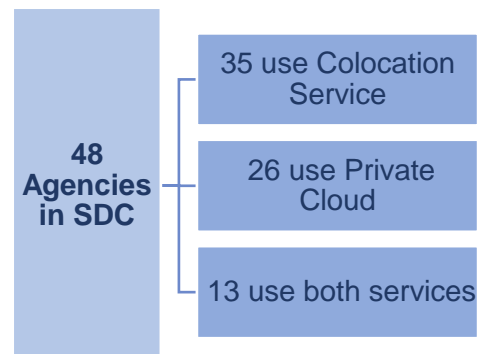 48
Agencies
in SDC
35 use Colocation
Service
26 use Private
Cloud
13 use both services